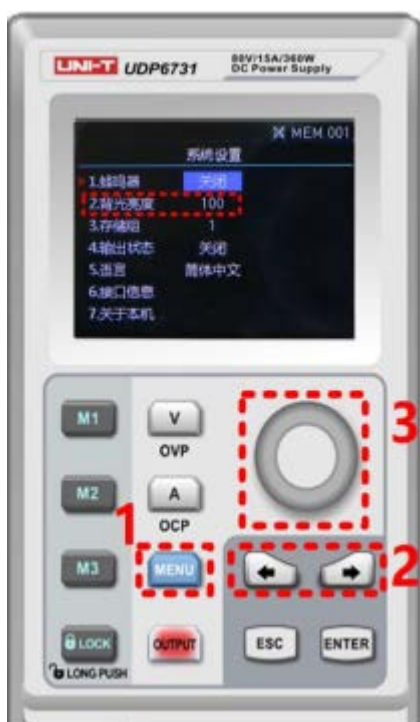 UNI-T UDP6731
80V/15A/360W
DC Power Supply
MEM 001
系统设置
1.蜂鸣器 关闭
2.背光亮度 100
3.存储组 1
4.输出状态 关闭
5.语言 简体中文
6.接口信息
7.关于本机
M1
V
OVP
3
M2
A
OCP
1
M3
MENU
2
LOCK
OUTPUT
ESC
ENTER
LONG PUSH